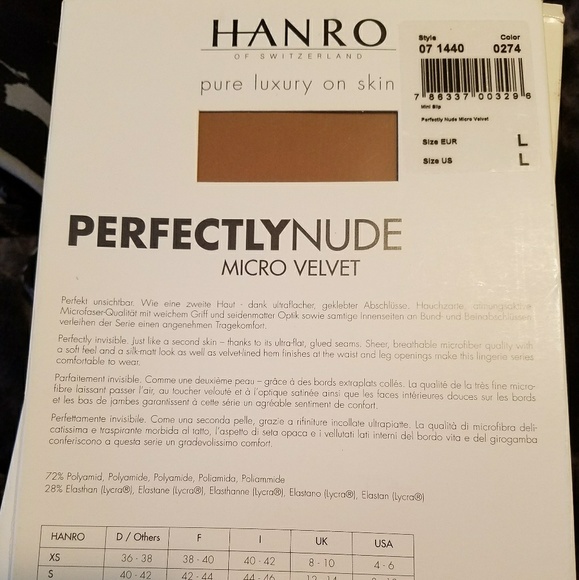 HANRO
OF SWITZERLAND
pure luxury on skin
Style Color
07 1440 0274
7 86337 00329 6
Mini Slip
Perfectly Nude Micro Velvet
Size EUR L
Size US L
PERFECTLYNUDE
MICRO VELVET
Perfekt unsichtbar. Wie eine zweite Haut - dank ultraflacher, geklebter Abschlüsse. Hauchzarte, atmungsaktive
Microfaser-Qualität mit weichem Griff und seidenmatter Optik sowie samtige Innenseiten an Bund- und Beinabschlüssen
verleihen der Serie einen angenehmen Tragekomfort.
Perfectly invisible. Just like a second skin – thanks to its ultra-flat, glued seams. Sheer, breathable microfiber quality with
a soft feel and a silk-matt look as well as velvet-lined hem finishes at the waist and leg openings make this lingerie series
comfortable to wear.
Parfaitement invisible. Comme une deuxième peau – grâce à des bords extraplats collés. La qualité de la très fine micro-
fibre laissant passer l'air, au toucher velouté et à l'optique satinée ainsi que les faces intérieures douces sur les bords
et les bas de jambes garantissent à cette série un agréable sentiment de confort.
Perfettamente invisibile. Come una seconda pelle, grazie a rifiniture incollate ultrapiatte. La qualità di microfibra deli-
catissima e traspirante morbida al tatto, l'aspetto di seta opaca e i vellutati lati interni del bordo vita e del girogamba
conferiscono a questa serie un gradevolissimo comfort.
72% Polyamid, Polyamide, Polyamide, Poliamida, Poliammide
28% Elasthan (Lycra®), Elastane (Lycra®), Elasthanne (Lycra®), Elastano (Lycra®), Elastan (Lycra®)
HANRO D / Others F I UK USA
XS 36 - 38 38 - 40 40 - 42 8 - 10 4 - 6
S 40 - 42 42 - 44 44 - 46 12 - 14